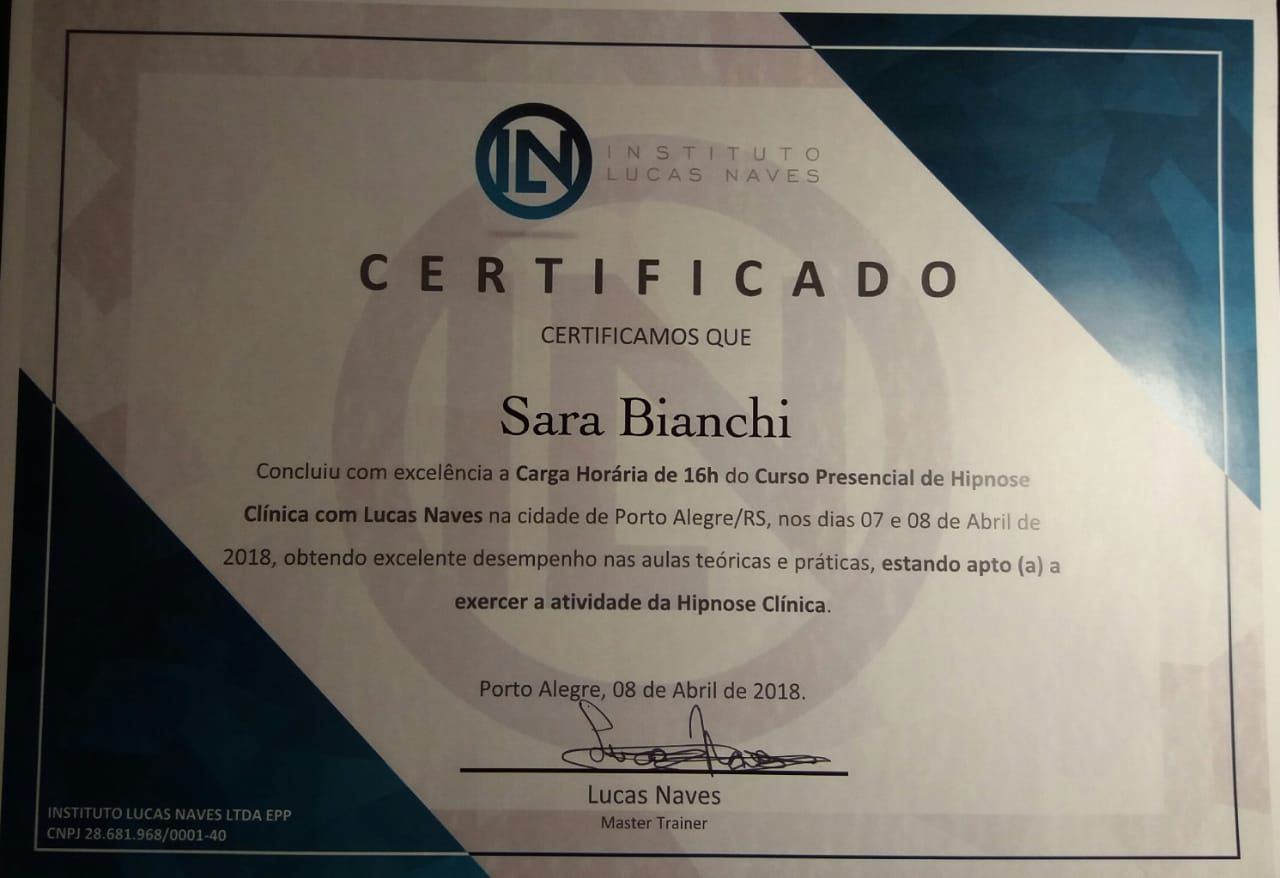 LN
INSTITUTO
LUCAS NAVES
CERTIFICADO
CERTIFICAMOS QUE
Sara Bianchi
Concluiu com excelência a Carga Horária de 16h do Curso Presencial de Hipnose
Clínica com Lucas Naves na cidade de Porto Alegre/RS, nos dias 07 e 08 de Abril de
2018, obtendo excelente desempenho nas aulas teóricas e práticas, estando apto (a) a
exercer a atividade da Hipnose Clínica.
Porto Alegre, 08 de Abril de 2018.
Lucas Naves
Lucas Naves
Master Trainer
INSTITUTO LUCAS NAVES LTDA EPP
CNPJ 28.681.968/0001-40